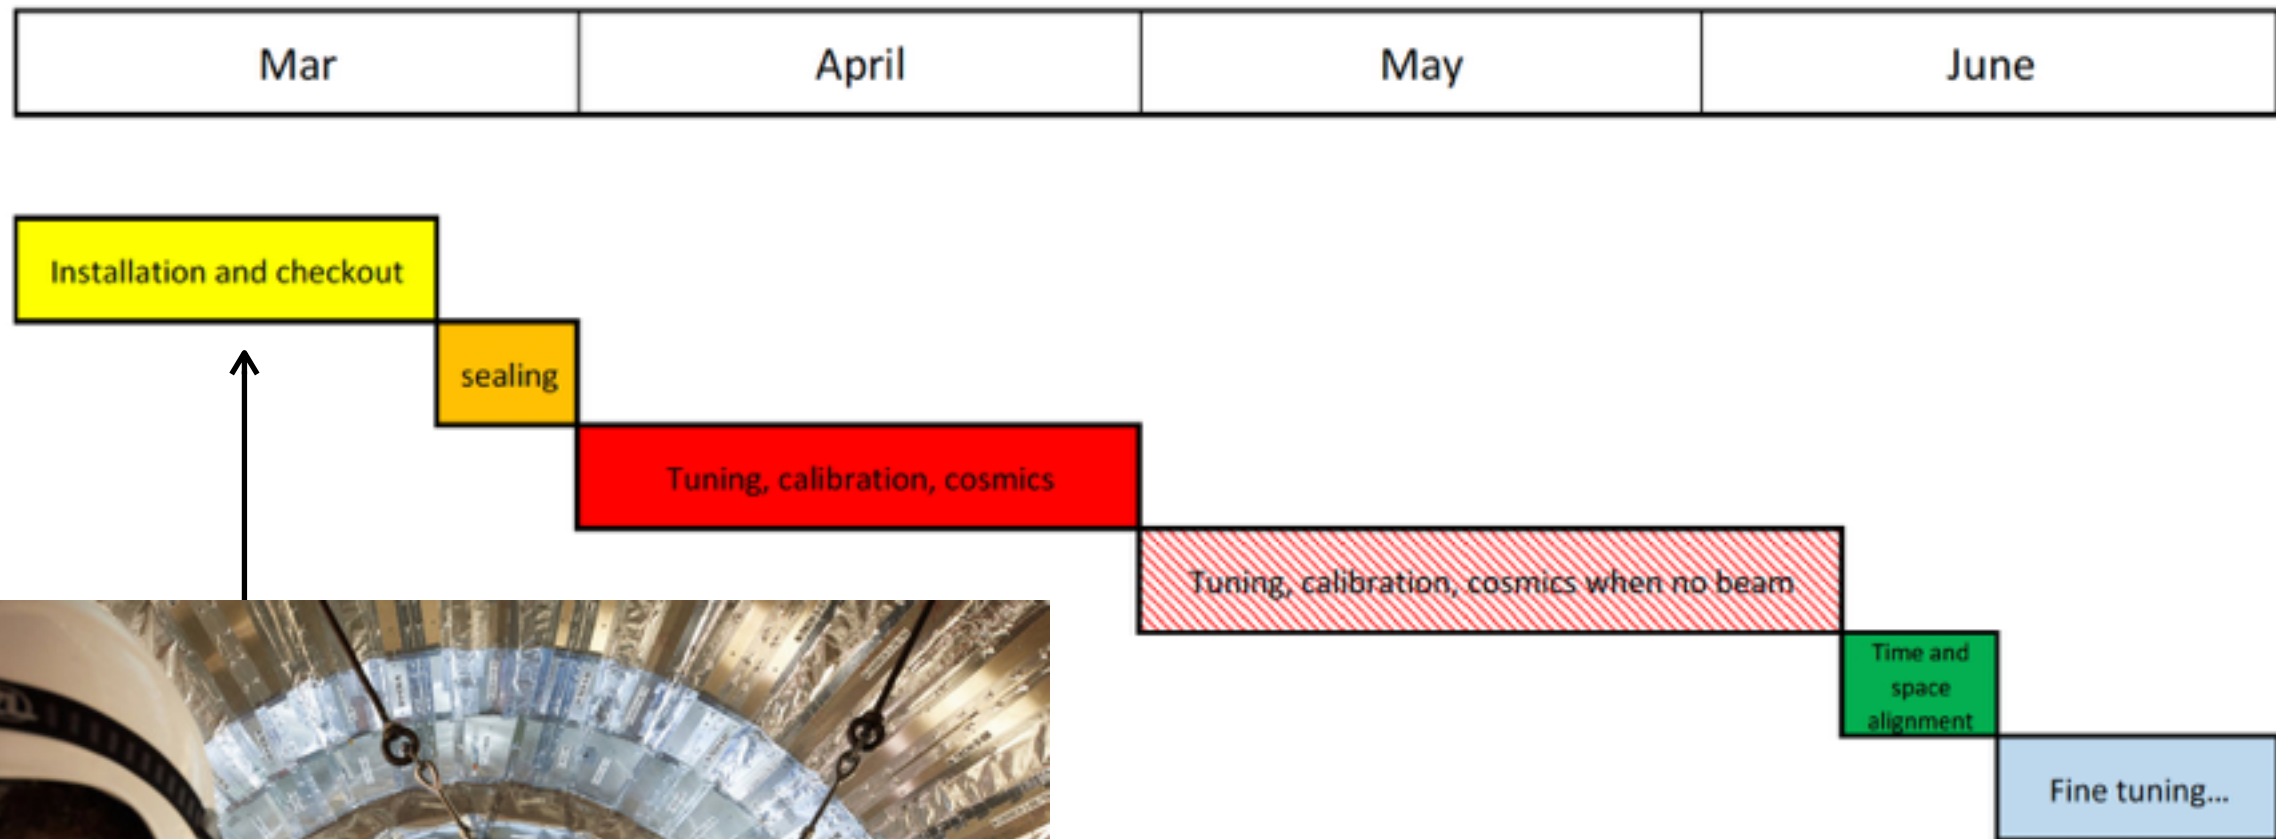 Mar
April
May
June
Installation and checkout
sealing
Tuning, calibration, cosmics
Tuning, calibration, cosmics when no beam
Time and
space
alignment
Fine tuning...